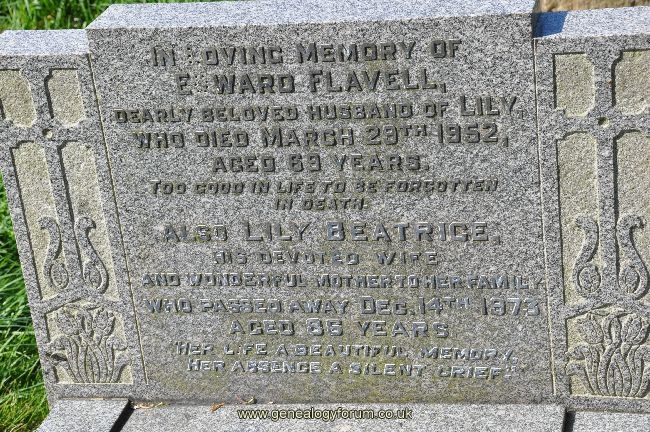 IN LOVING MEMORY OF
EDWARD FLAVELL,
DEARLY BELOVED HUSBAND OF LILY,
WHO DIED MARCH 29TH 1952,
AGED 69 YEARS.
TOO GOOD IN LIFE TO BE FORGOTTEN
IN DEATH.
ALSO LILY BEATRICE,
HIS DEVOTED WIFE
AND WONDERFUL MOTHER TO HER FAMILY
WHO PASSED AWAY DEC. 14TH 1973
AGED 86 YEARS
"HER LIFE A BEAUTIFUL MEMORY,
HER ABSENCE A SILENT GRIEF"
www.genealogyforum.co.uk